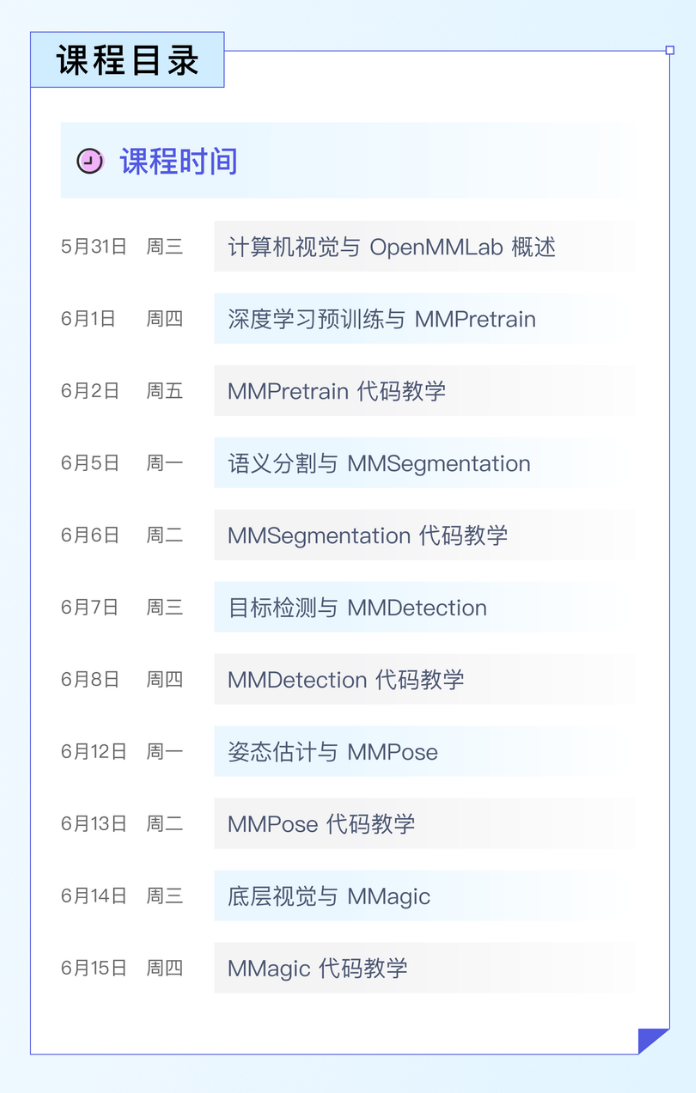 课程目录
课程时间
5月31日 周三 计算机视觉与 OpenMMLab 概述
6月1日 周四 深度学习预训练与 MMPretrain
6月2日 周五 MMPretrain 代码教学
6月5日 周一 语义分割与 MMSegmentation
6月6日 周二 MMSegmentation 代码教学
6月7日 周三 目标检测与 MMDetection
6月8日 周四 MMDetection 代码教学
6月12日 周一 姿态估计与 MMPose
6月13日 周二 MMPose 代码教学
6月14日 周三 底层视觉与 MMagic
6月15日 周四 MMagic 代码教学